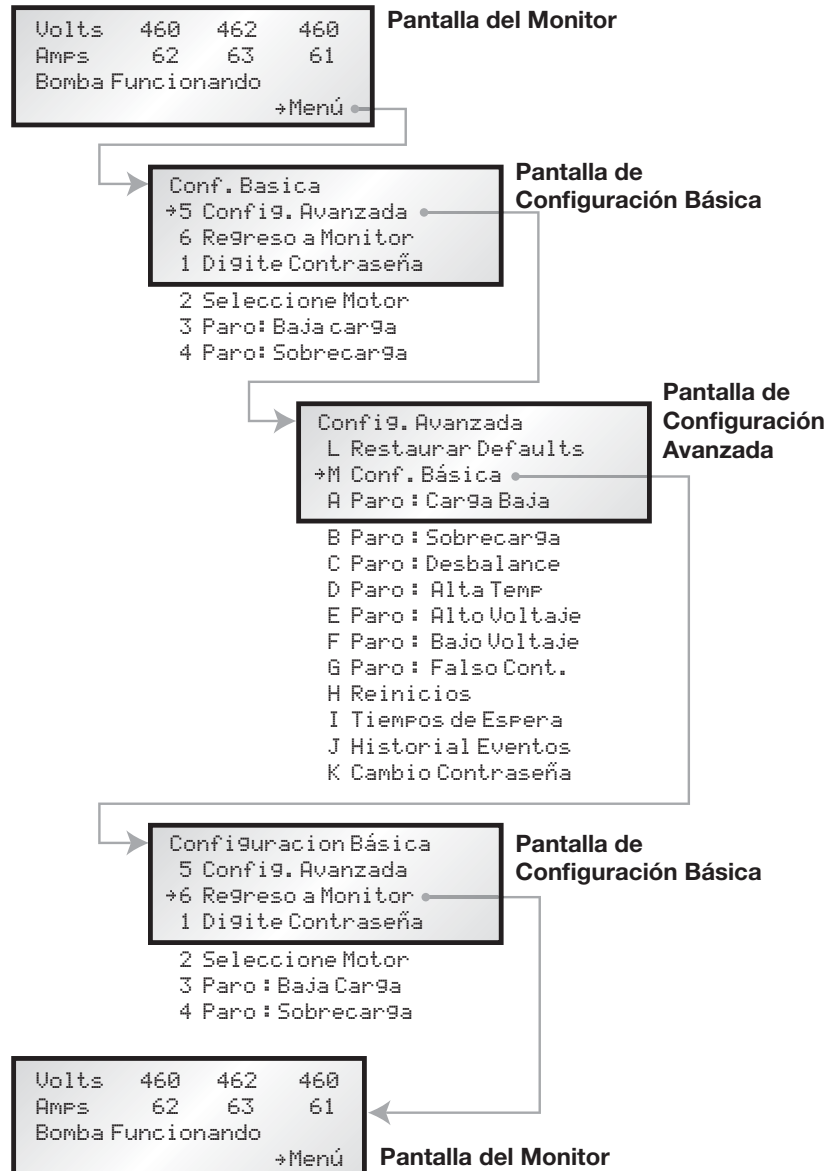 Pantalla del Monitor
Volts 460 462 460
Amps 62 63 61
Bomba Funcionando
→Menú
Pantalla de
Configuración Básica
Conf. Basica
→5 Config. Avanzada
6 Regreso a Monitor
1 Digite Contraseña
2 Seleccione Motor
3 Paro: Baja carga
4 Paro: Sobrecarga
Pantalla de
Configuración
Avanzada
Config. Avanzada
L Restaurar Defaults
→M Conf. Básica
A Paro : Carga Baja
B Paro : Sobrecarga
C Paro : Desbalance
D Paro : Alta Temp
E Paro : Alto Voltaje
F Paro : Bajo Voltaje
G Paro : Falso Cont.
H Reinicios
I Tiempos de Espera
J Historial Eventos
K Cambio Contraseña
Pantalla de
Configuración Básica
Configuracion Básica
5 Config. Avanzada
→6 Regreso a Monitor
1 Digite Contraseña
2 Seleccione Motor
3 Paro : Baja Carga
4 Paro : Sobrecarga
Volts 460 462 460
Amps 62 63 61
Bomba Funcionando
→Menú
Pantalla del Monitor